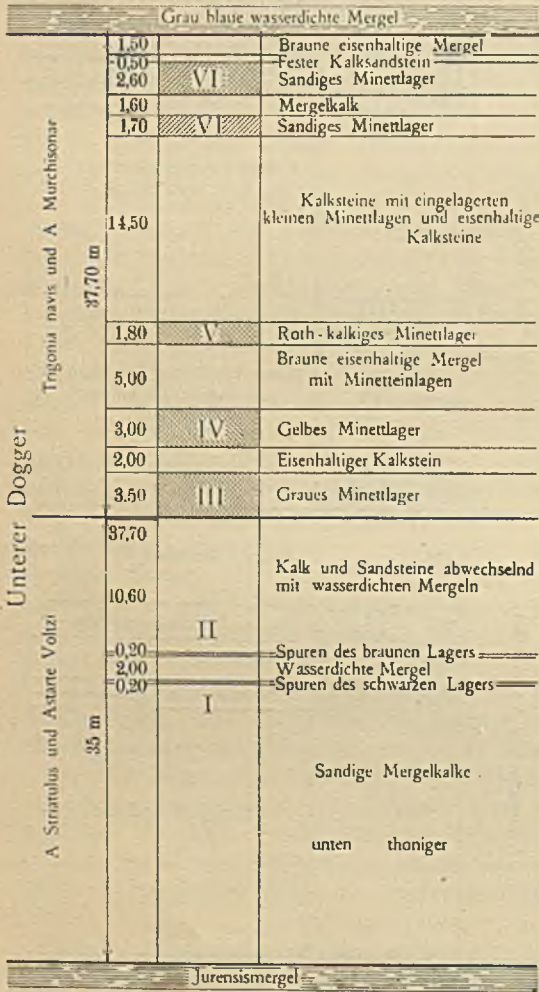 Grau blaue wasserdichte Mergel
1,50 Braune eisenhaltige Mergel
0,50 Fester Kalksandstein
2,60 VI Sandiges Minettlager
1,60 Mergelkalk
1,70 VI Sandiges Minettlager
14,50 Kalksteine mit eingelagerten
kleinen Minettlagen und eisenhaltige
Kalksteine
1,80 V Roth-kalkiges Minettlager
5,00 Braune eisenhaltige Mergel
mit Minetteinlagen
3,00 IV Gelbes Minettlager
2,00 Eisenhaltiger Kalkstein
3.50 III Graues Minettlager
37,70
10,60 Kalk und Sandsteine abwechselnd
mit wasserdichten Mergeln
II
0,20 Spuren des braunen Lagers
2,00 Wasserdichte Mergel
0,20 Spuren des schwarzen Lagers
I
Sandige Mergelkalke
unten thoniger
Jurensismergel
Unterer Dogger
Trigonia navis und A Murchisonar
37,70 m
A Striatulus und Astarte Voltzi
35 m